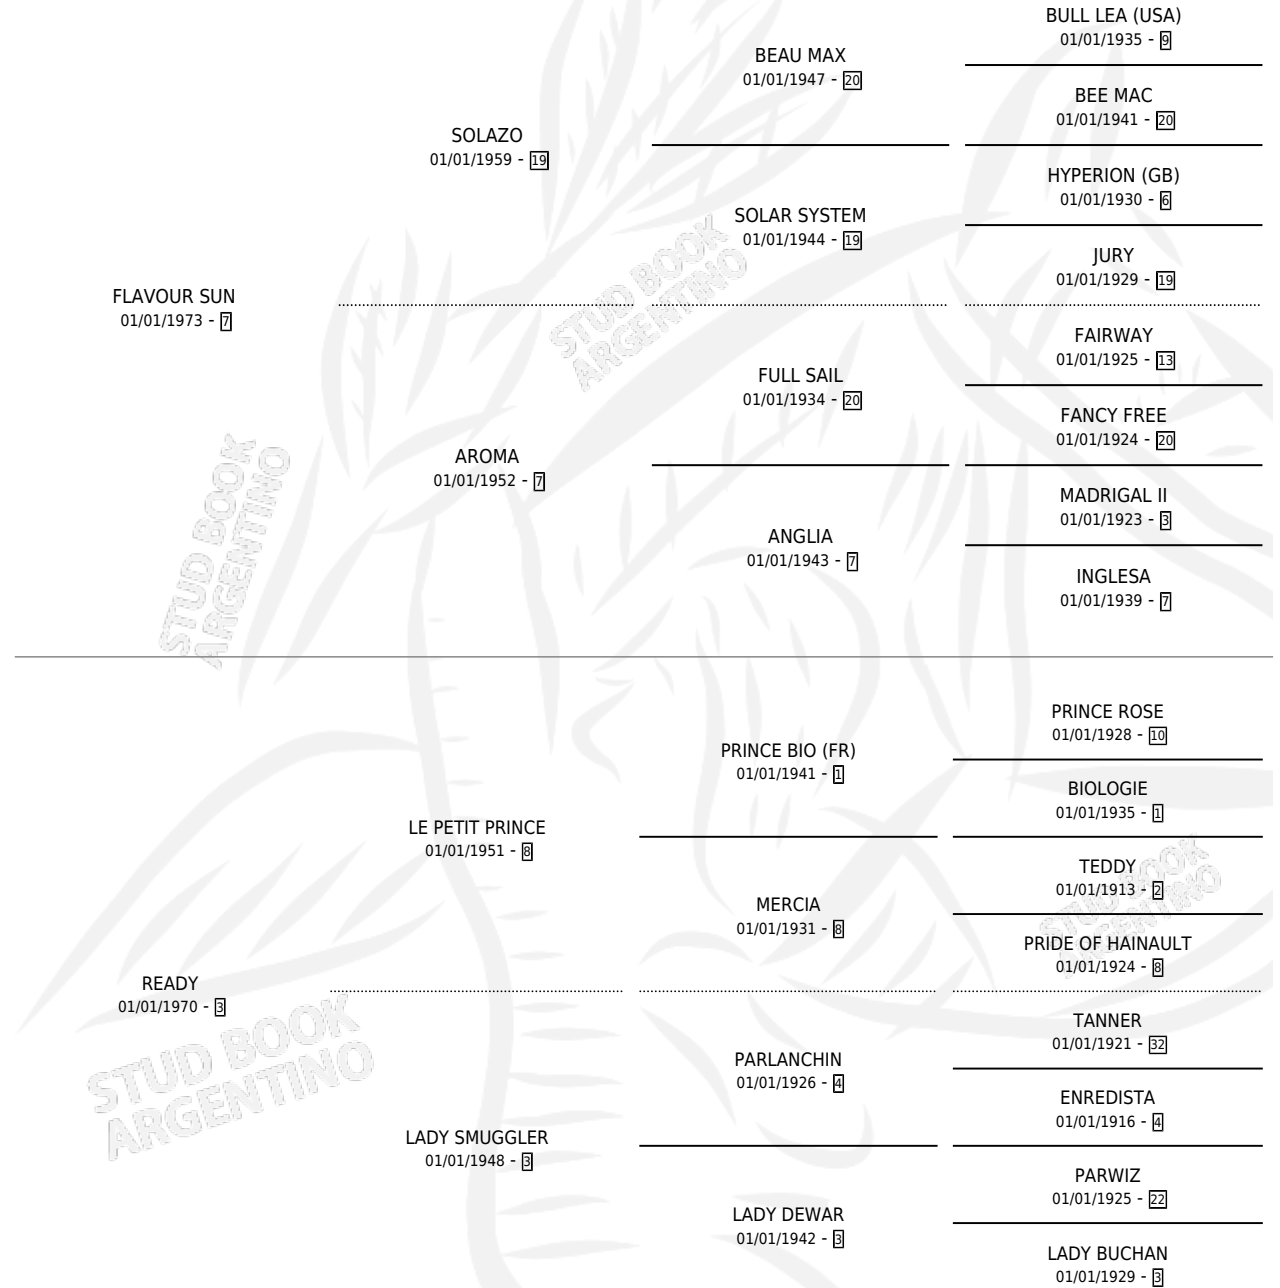 FLAVOUR SUN
01/01/1973 - 7
SOLAZO
01/01/1959 - 19
BEAU MAX
01/01/1947 - 20
BULL LEA (USA)
01/01/1935 - 9
BEE MAC
01/01/1941 - 20
SOLAR SYSTEM
01/01/1944 - 19
HYPERION (GB)
01/01/1930 - 6
JURY
01/01/1929 - 19
AROMA
01/01/1952 - 7
FULL SAIL
01/01/1934 - 20
FAIRWAY
01/01/1925 - 13
FANCY FREE
01/01/1924 - 20
ANGLIA
01/01/1943 - 7
MADRIGAL II
01/01/1923 - 3
INGLESA
01/01/1939 - 7
READY
01/01/1970 - 3
LE PETIT PRINCE
01/01/1951 - 8
PRINCE BIO (FR)
01/01/1941 - 1
PRINCE ROSE
01/01/1928 - 10
BIOLOGIE
01/01/1935 - 1
MERCIA
01/01/1931 - 8
TEDDY
01/01/1913 - 2
PRIDE OF HAINAULT
01/01/1924 - 8
LADY SMUGGLER
01/01/1948 - 3
PARLANCHIN
01/01/1926 - 4
TANNER
01/01/1921 - 32
ENREDISTA
01/01/1916 - 4
LADY DEWAR
01/01/1942 - 3
PARWIZ
01/01/1925 - 22
LADY BUCHAN
01/01/1929 - 3
STUD BOOK
ARGENTINO
STUD BOOK
ARGENTINO
STUD BOOK
ARGENTINO
STUD BOOK
ARGENTINO